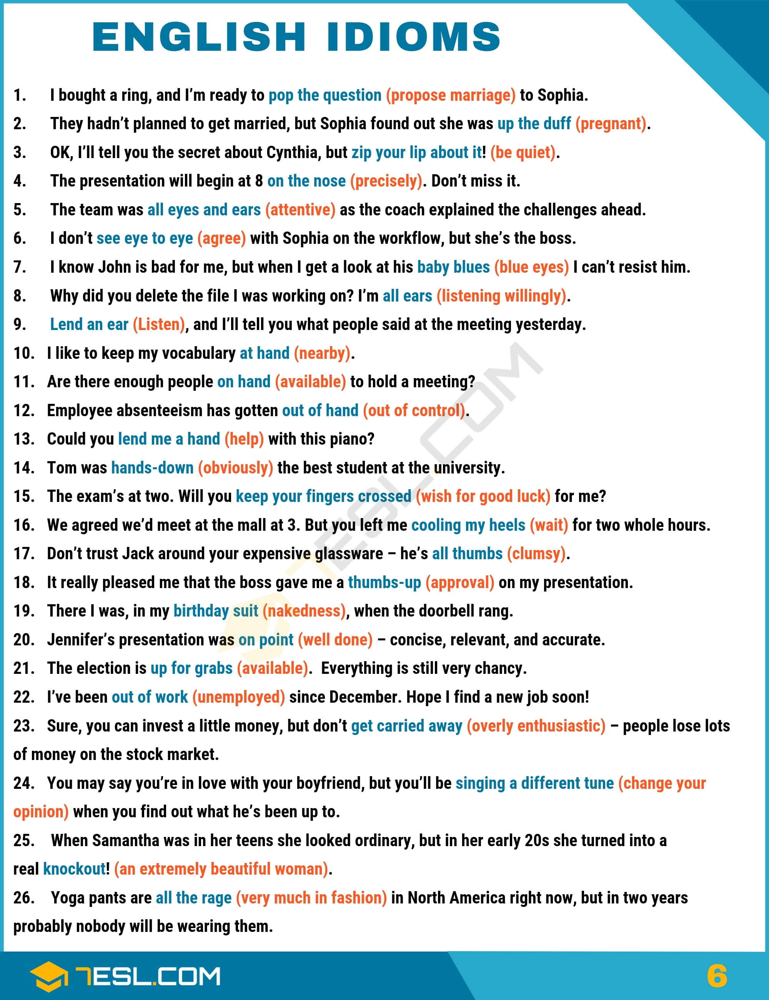 ENGLISH IDIOMS
1. I bought a ring, and I’m ready to pop the question (propose marriage) to Sophia.
2. They hadn’t planned to get married, but Sophia found out she was up the duff (pregnant).
3. OK, I’ll tell you the secret about Cynthia, but zip your lip about it! (be quiet).
4. The presentation will begin at 8 on the nose (precisely). Don’t miss it.
5. The team was all eyes and ears (attentive) as the coach explained the challenges ahead.
6. I don’t see eye to eye (agree) with Sophia on the workflow, but she’s the boss.
7. I know John is bad for me, but when I get a look at his baby blues (blue eyes) I can’t resist him.
8. Why did you delete the file I was working on? I’m all ears (listening willingly).
9. Lend an ear (Listen), and I’ll tell you what people said at the meeting yesterday.
10. I like to keep my vocabulary at hand (nearby).
11. Are there enough people on hand (available) to hold a meeting?
12. Employee absenteeism has gotten out of hand (out of control).
13. Could you lend me a hand (help) with this piano?
14. Tom was hands-down (obviously) the best student at the university.
15. The exam’s at two. Will you keep your fingers crossed (wish for good luck) for me?
16. We agreed we’d meet at the mall at 3. But you left me cooling my heels (wait) for two whole hours.
17. Don’t trust Jack around your expensive glassware – he’s all thumbs (clumsy).
18. It really pleased me that the boss gave me a thumbs-up (approval) on my presentation.
19. There I was, in my birthday suit (nakedness), when the doorbell rang.
20. Jennifer’s presentation was on point (well done) – concise, relevant, and accurate.
21. The election is up for grabs (available). Everything is still very chancy.
22. I’ve been out of work (unemployed) since December. Hope I find a new job soon!
23. Sure, you can invest a little money, but don’t get carried away (overly enthusiastic) – people lose lots
of money on the stock market.
24. You may say you’re in love with your boyfriend, but you’ll be singing a different tune (change your
opinion) when you find out what he’s been up to.
25. When Samantha was in her teens she looked ordinary, but in her early 20s she turned into a
real knockout! (an extremely beautiful woman).
26. Yoga pants are all the rage (very much in fashion) in North America right now, but in two years
probably nobody will be wearing them.
7ESL.COM
7ESL.COM
6